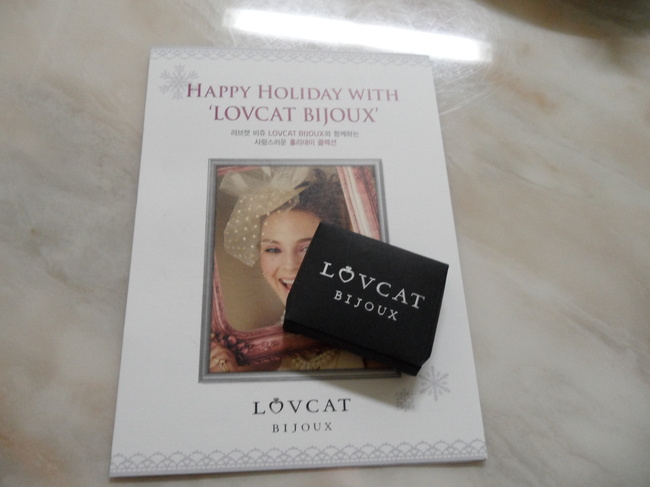 HAPPY HOLIDAY WITH
'LOVCAT BIJOUX'
러브캣 비쥬 LOVCAT BIJOUX와 함께하는
사랑스러운 홀리데이 컬렉션
LOVCAT
BIJOUX
LOVCAT
BIJOUX